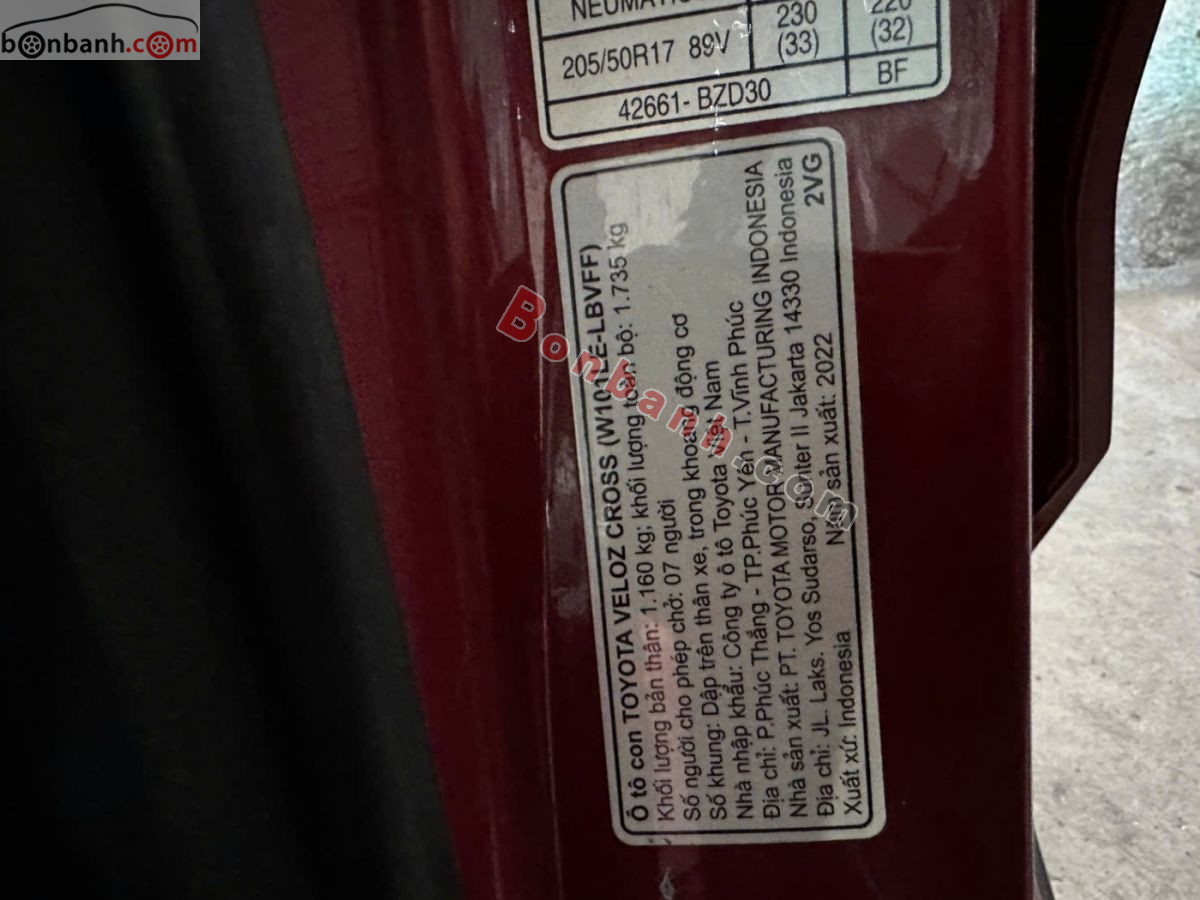 bonbanh.com
NEUMATIC
205/50R17 89V 230 (33) 220 (32)
42661- BZD30 BF
Ô tô con TOYOTA VELOZ CROSS (W101LE-LBVFF)
Khối lượng bản thân: 1.160 kg; khối lượng toàn bộ: 1.735 kg
Số người cho phép chở: 07 người
Số khung: Dập trên thân xe, trong khoang động cơ
Nhà nhập khẩu: Công ty ô tô Toyota Việt Nam
Địa chỉ: P.Phúc Thắng - TP.Phúc Yên - T.Vĩnh Phúc
Nhà sản xuất: PT. TOYOTA MOTOR MANUFACTURING INDONESIA
Địa chỉ: JL. Laks. Yos Sudarso, Sunter II Jakarta 14330 Indonesia
Xuất xứ: Indonesia Năm sản xuất: 2022 2VG
Bonbanh.com